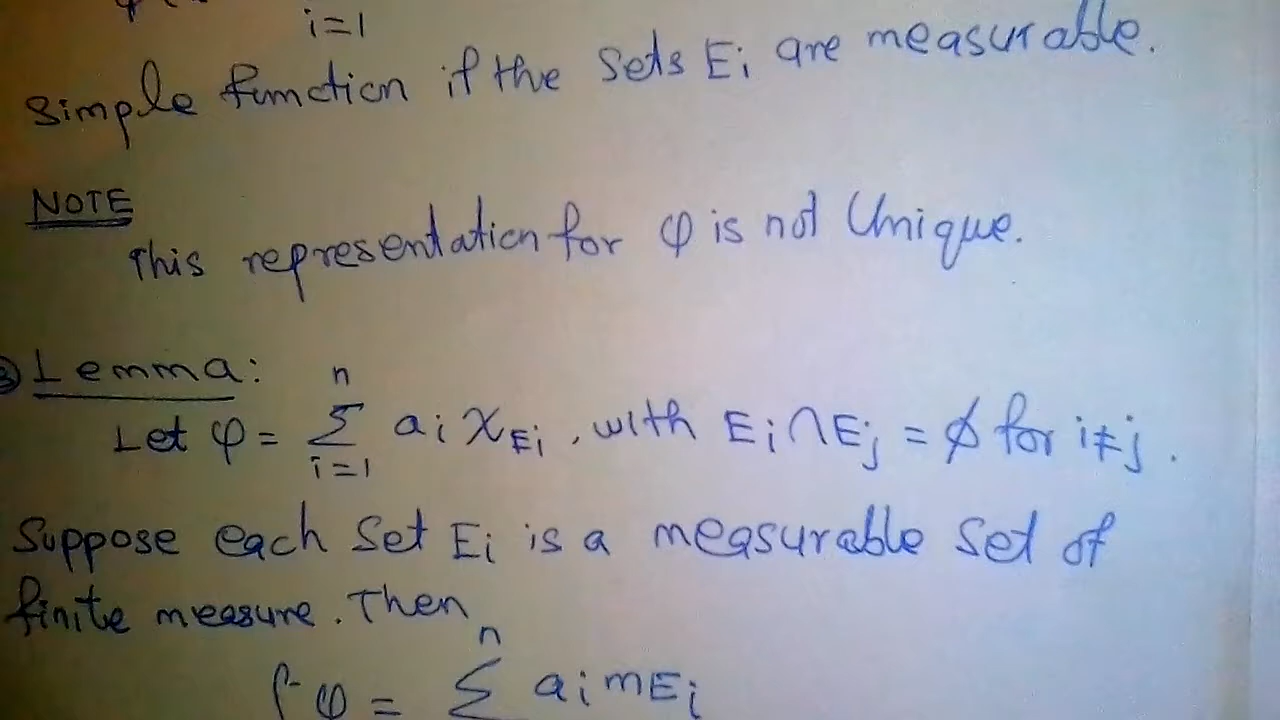 i=1
Simple function if the sets Ei are measurable.
NOTE
This representation for φ is not Unique.
Lemma:
n
Let φ = Σ ai χEi , with Ei ∩ Ej = ∅ for i ≠ j .
i=1
Suppose each set Ei is a measurable set of
finite measure. Then
n
∫ φ = Σ ai mEi